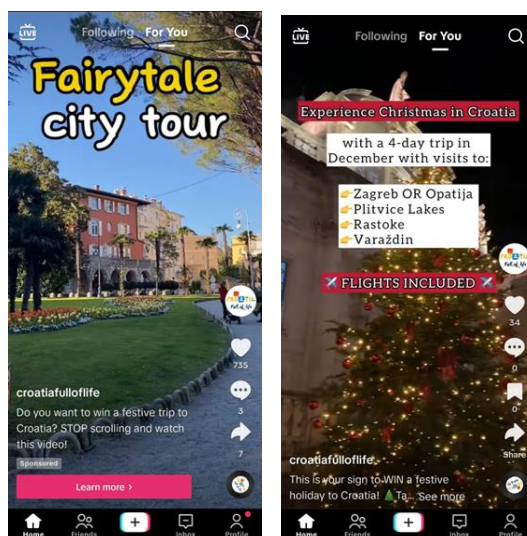 LIVE
Following For You
Fairytale
city tour
735
3
7
croatiafulloflife
Do you want to win a festive trip to
Croatia? STOP scrolling and watch
this video!
Sponsored
Learn more >
Home Friends Inbox Profile
LIVE
Following For You
Experience Christmas in Croatia
with a 4-day trip in
December with visits to:
👉Zagreb OR Opatija
👉Plitvice Lakes
👉Rastoke
👉Varaždin
✈️ FLIGHTS INCLUDED ✈️
34
0
0
Share
croatiafulloflife
This is your sign to WIN a festive
holiday to Croatia! 🎄Ta... See more
Home Friends Inbox Profile